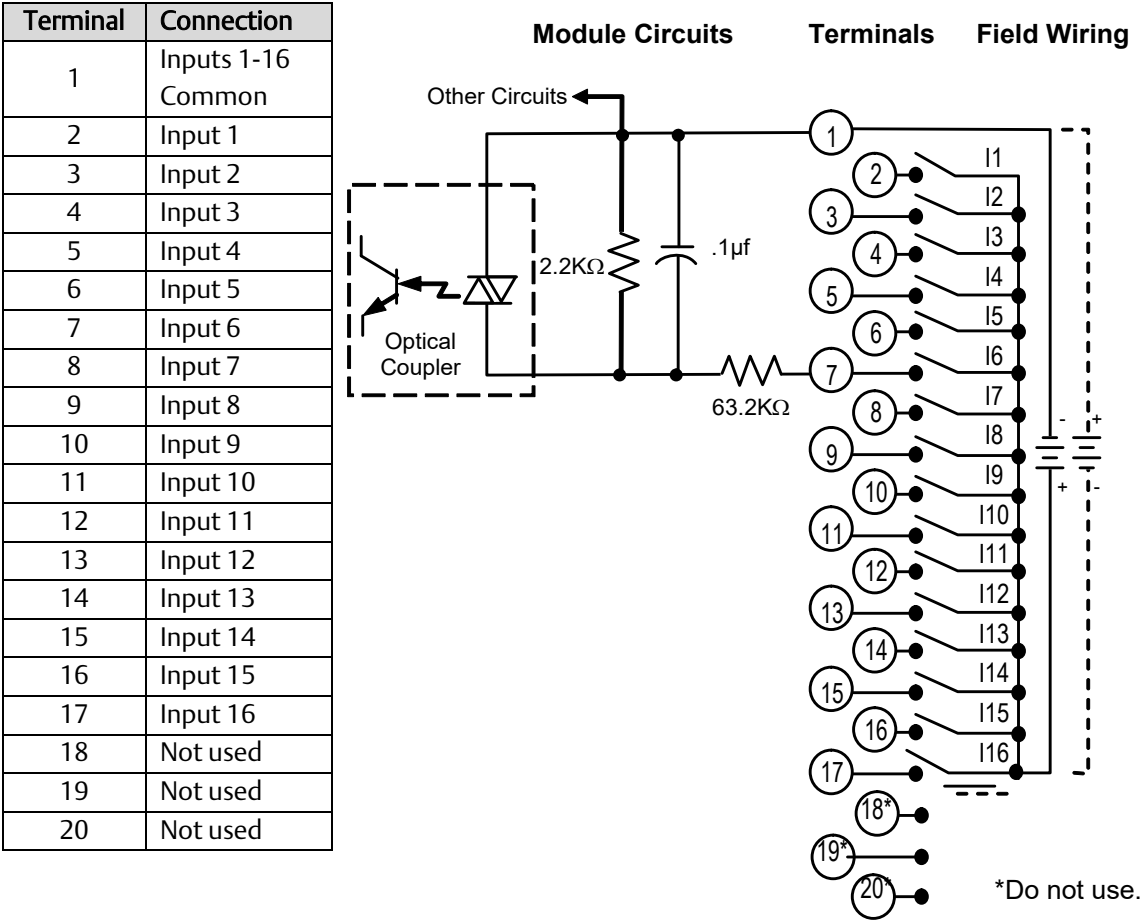 Terminal Connection
1 Inputs 1-16
Common
2 Input 1
3 Input 2
4 Input 3
5 Input 4
6 Input 5
7 Input 6
8 Input 7
9 Input 8
10 Input 9
11 Input 10
12 Input 11
13 Input 12
14 Input 13
15 Input 14
16 Input 15
17 Input 16
18 Not used
19 Not used
20 Not used
Module Circuits Terminals Field Wiring
Other Circuits
Optical
Coupler
2.2KΩ
.1µf
63.2KΩ
1
2 I1
3 I2
4 I3
5 I4
6 I5
7 I6
8 I7
9 I8
10 I9
11 I10
12 I11
13 I12
14 I13
15 I14
16 I15
17 I16
18*
19*
20*
- +
+ -
*Do not use.